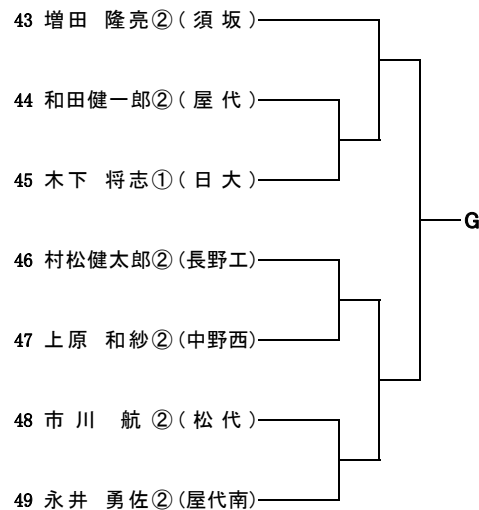 43 増田 隆亮②(須坂)
44 和田健一郎②(屋代)
45 木下 将志①(日大)
G
46 村松健太郎②(長野工)
47 上原 和紗②(中野西)
48 市川 航②(松代)
49 永井 勇佐②(屋代南)